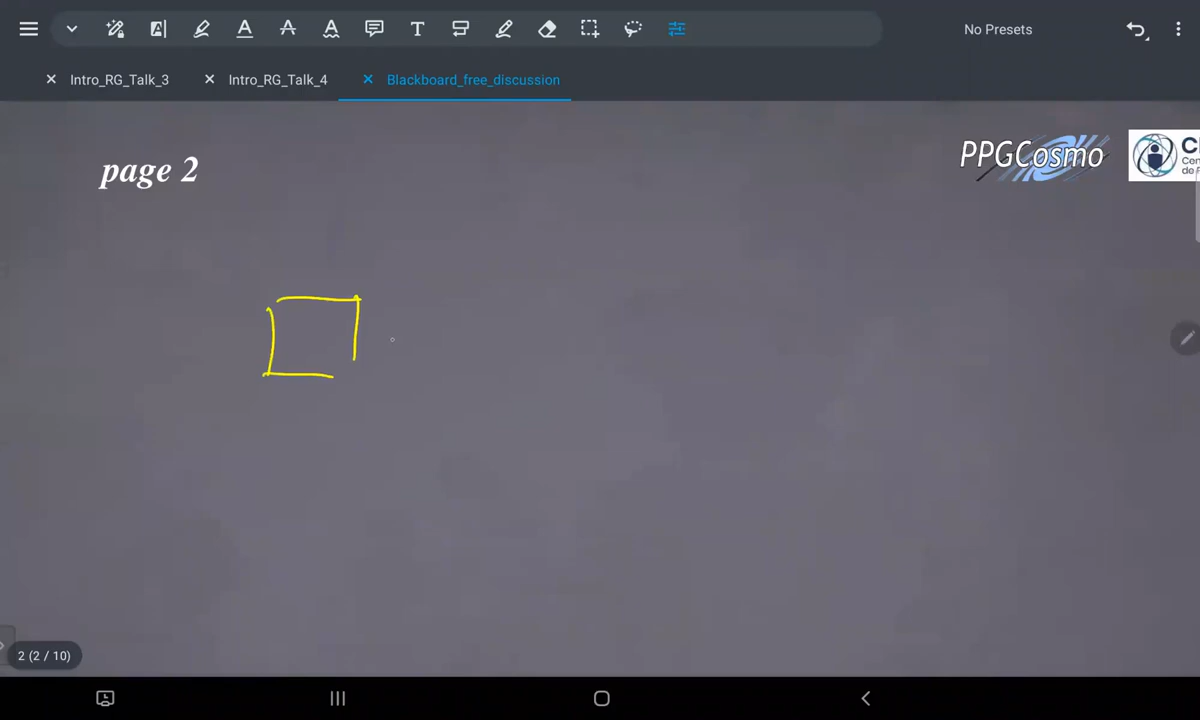 No Presets
Intro_RG_Talk_3
Intro_RG_Talk_4
Blackboard_free_discussion
page 2
PPGCosmo
2 (2 / 10)